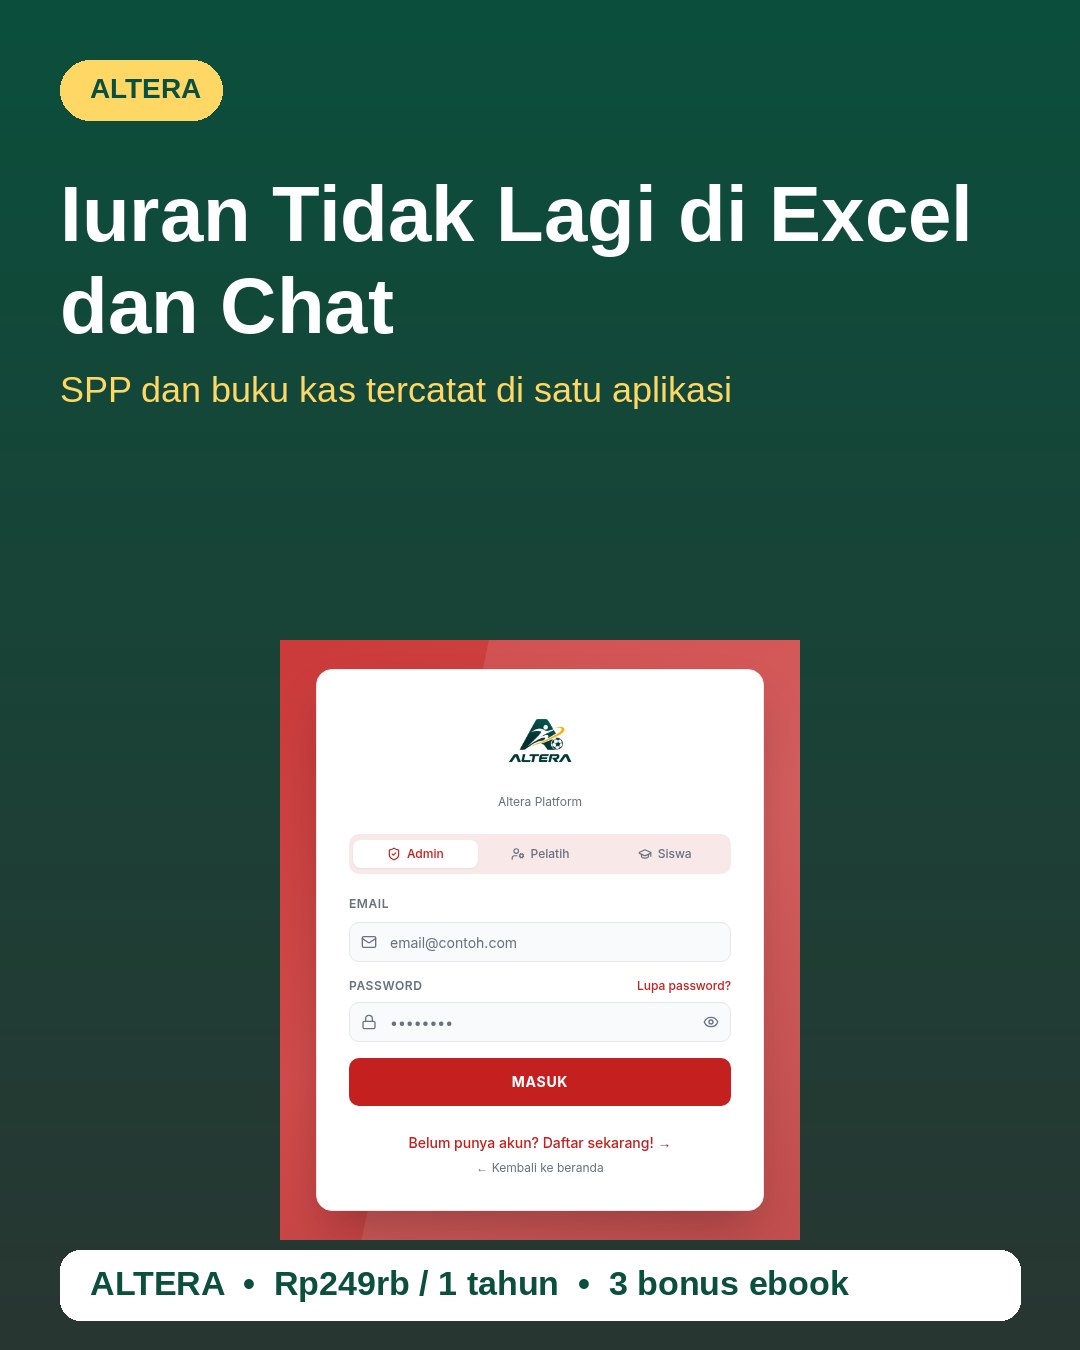 ALTERA
Iuran Tidak Lagi di Excel
dan Chat
SPP dan buku kas tercatat di satu aplikasi
ALTERA
Altera Platform
Admin Pelatih Siswa
EMAIL
email@contoh.com
PASSWORD Lupa password?
••••••••
MASUK
Belum punya akun? Daftar sekarang! →
← Kembali ke beranda
ALTERA • Rp249rb / 1 tahun • 3 bonus ebook